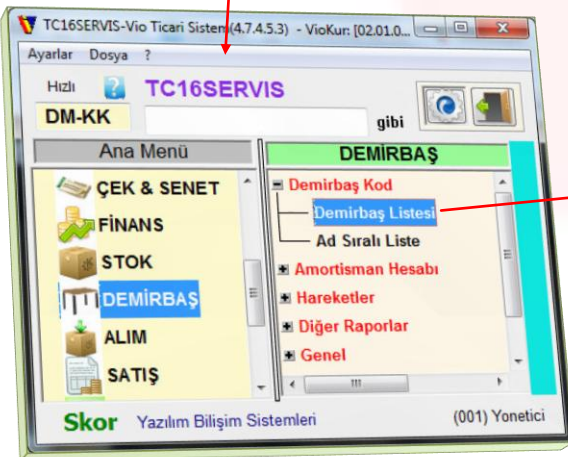 TC16SERVIS-Vio Ticari Sistem(4.7.4.5.3) - VioKur: [02.01.0...
Ayarlar Dosya ?
Hızlı ? TC16SERVIS
DM-KK gibi
Ana Menü
DEMİRBAŞ
ÇEK & SENET
FİNANS
STOK
DEMİRBAŞ
ALIM
SATIŞ
Demirbaş Kod
Demirbaş Listesi
Ad Sıralı Liste
Amortisman Hesabı
Hareketler
Diğer Raporlar
Genel
Skor Yazılım Bilişim Sistemleri (001) Yonetici